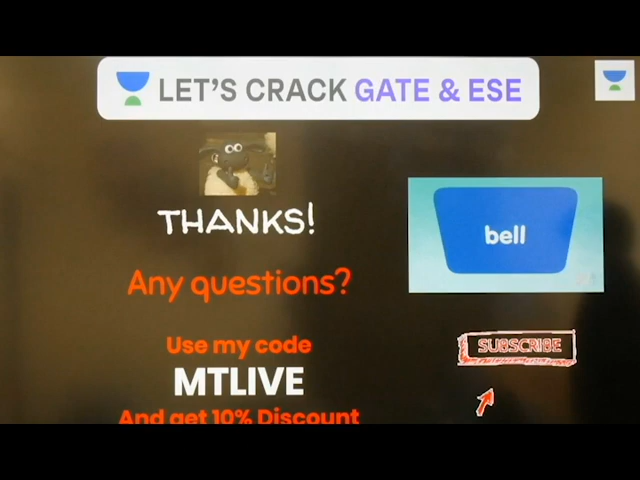 LET'S CRACK GATE & ESE
THANKS!
bell
Any questions?
Use my code
SUBSCRIBE
MTLIVE
And get 10% Discount